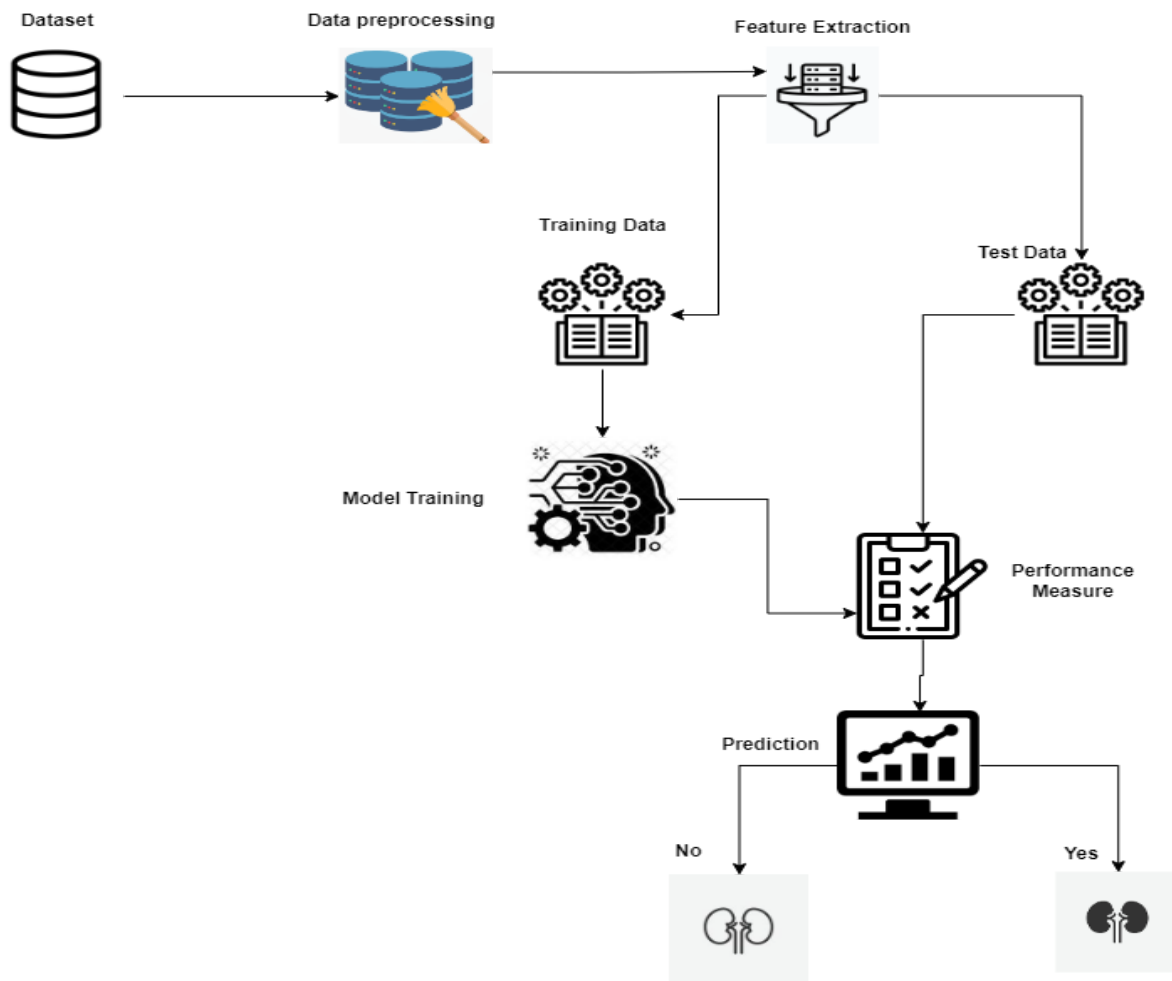 Dataset
Data preprocessing
Feature Extraction
Training Data
Test Data
Model Training
Performance
Measure
Prediction
No
Yes